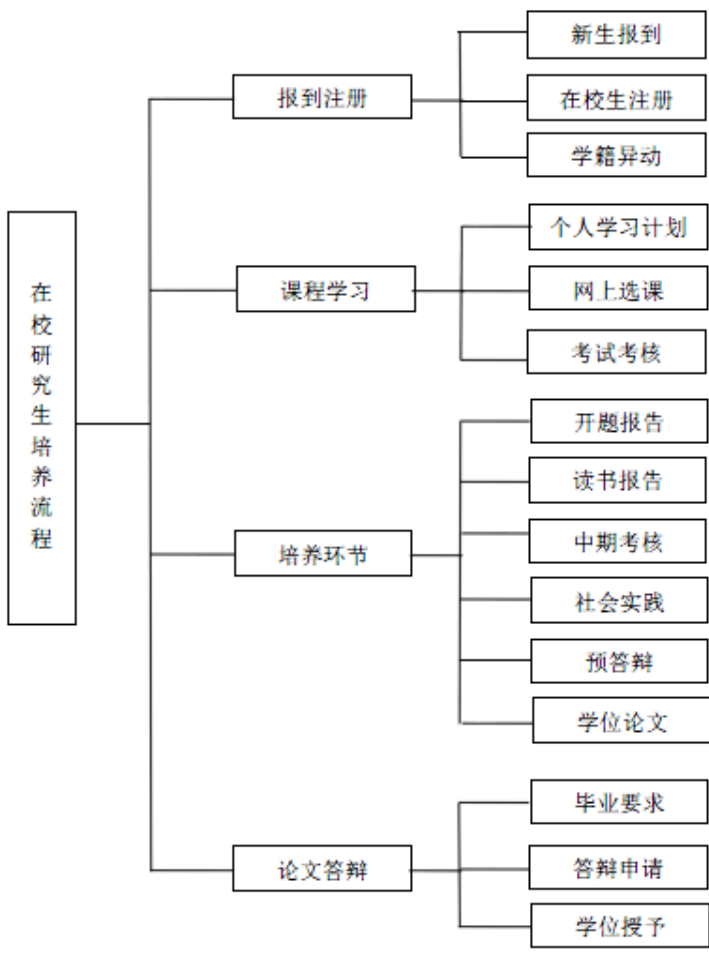 在校研究生培养流程
报到注册
新生报到
在校生注册
学籍异动
课程学习
个人学习计划
网上选课
考试考核
培养环节
开题报告
读书报告
中期考核
社会实践
预答辩
学位论文
论文答辩
毕业要求
答辩申请
学位授予